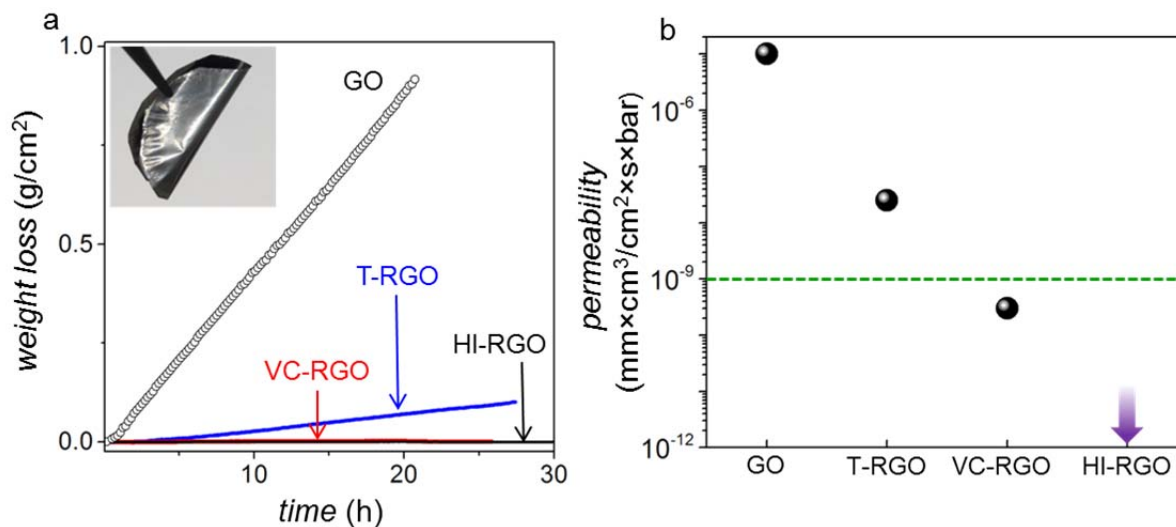 a
1.0
0.5
0.0
weight loss (g/cm²)
GO
T-RGO
VC-RGO
HI-RGO
10
20
30
time (h)
b
10⁻⁶
10⁻⁹
10⁻¹²
permeability
(mm×cm³/cm²×s×bar)
GO
T-RGO
VC-RGO
HI-RGO